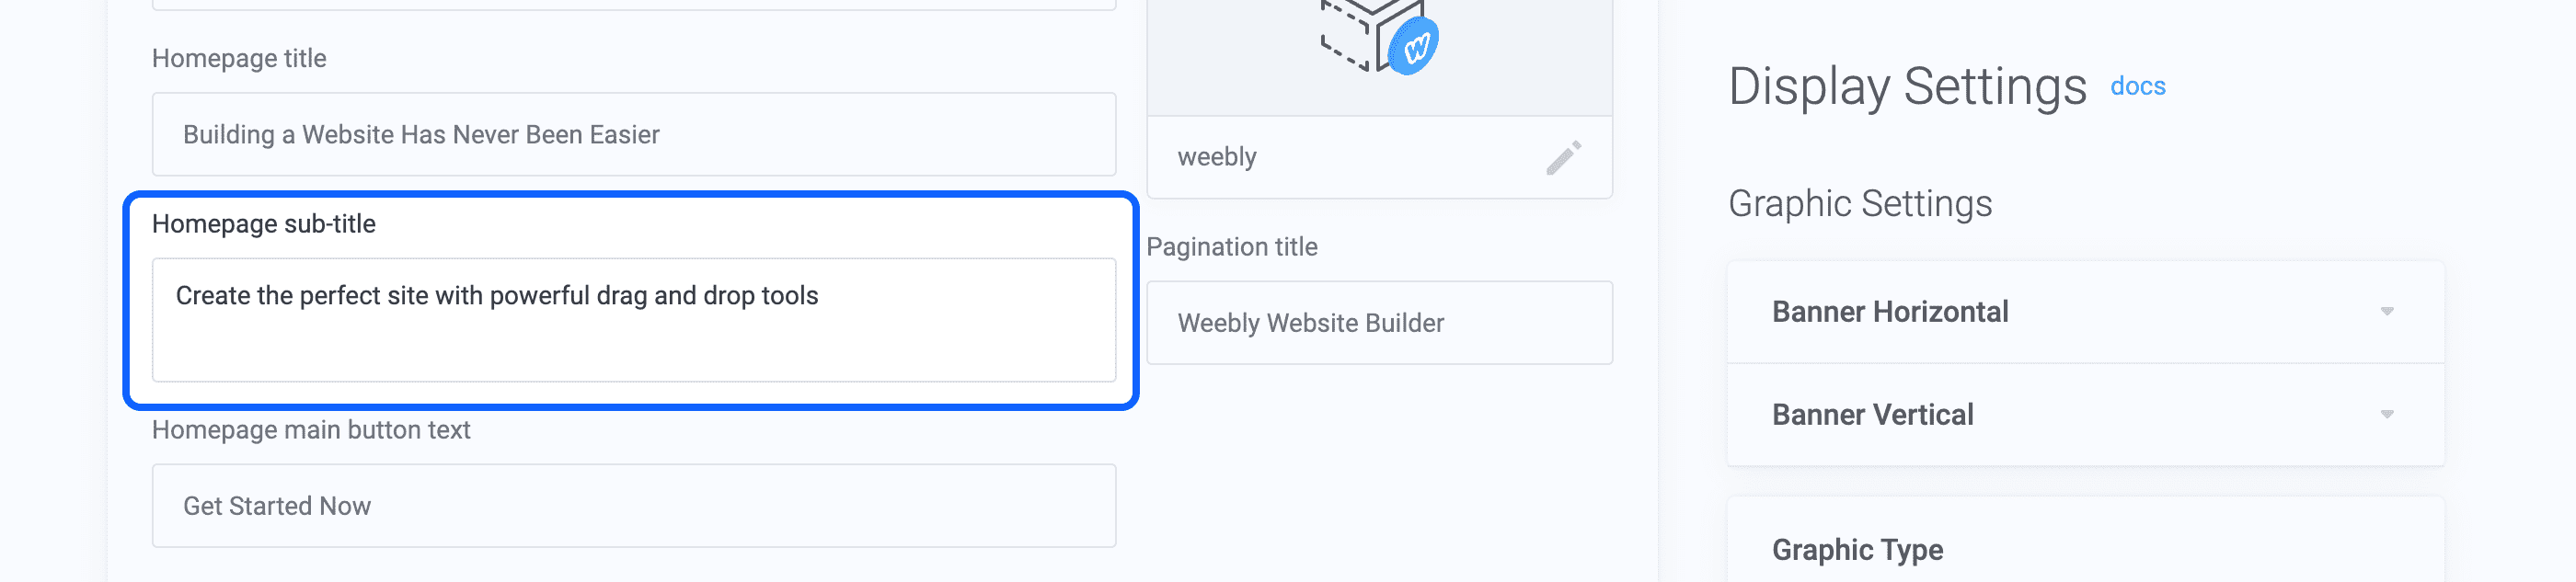 Homepage title
Building a Website Has Never Been Easier
Homepage sub-title
Create the perfect site with powerful drag and drop tools
Homepage main button text
Get Started Now
w
weebly
Pagination title
Weebly Website Builder
Display Settings docs
Graphic Settings
Banner Horizontal
Banner Vertical
Graphic Type